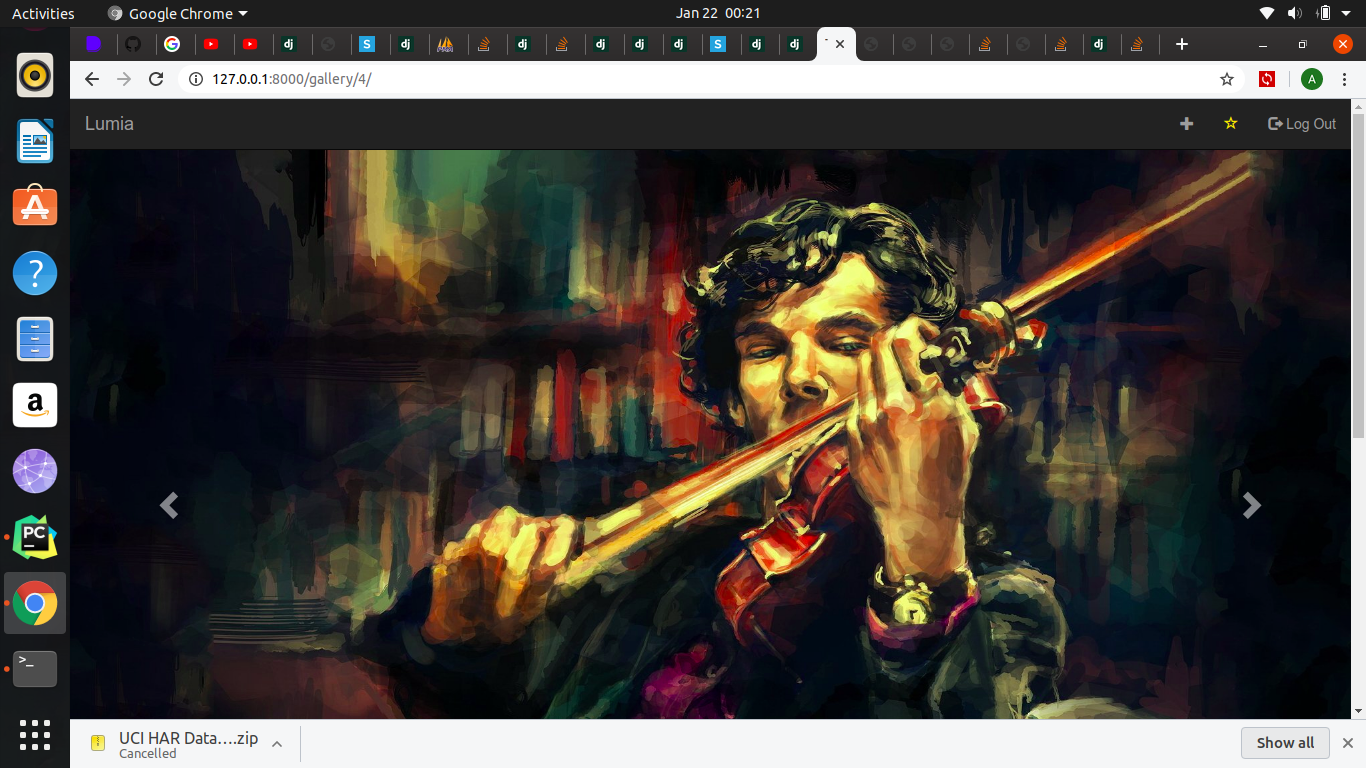 Activities
Google Chrome
Jan 22 00:21
dj
S
dj
dj
dj
dj
dj
S
dj
dj
dj
127.0.0.1:8000/gallery/4/
A
Lumia
Log Out
?
a
PC
>_
UCI HAR Data....zip
Cancelled
Show all